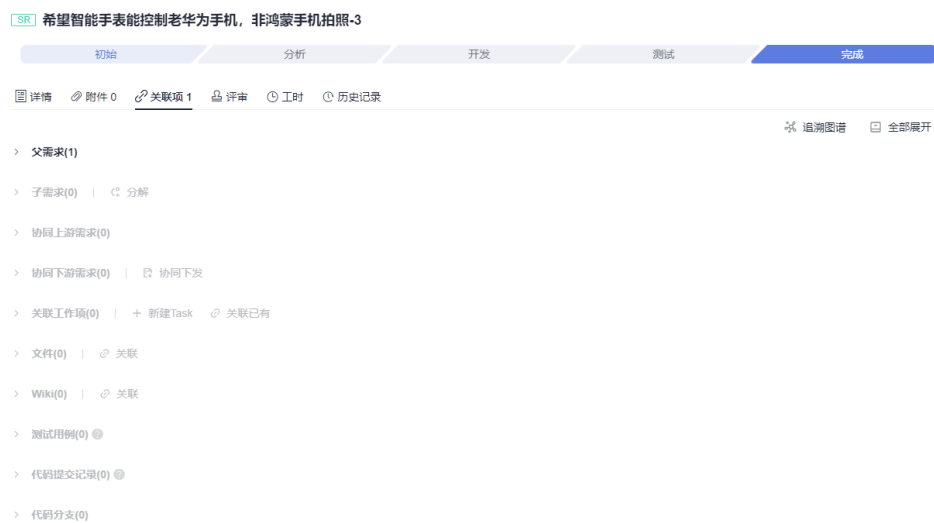 SR 希望智能手表能控制老华为手机，非鸿蒙手机拍照-3
初始 分析 开发 测试 完成
详情 附件 0 关联项 1 评审 工时 历史记录
追溯图谱 全部展开
父需求(1)
子需求(0) | 分解
协同上游需求(0)
协同下游需求(0) | 协同下发
关联工作项(0) | + 新建Task 关联已有
文件(0) | 关联
Wiki(0) | 关联
测试用例(0) ?
代码提交记录(0) ?
代码分支(0)